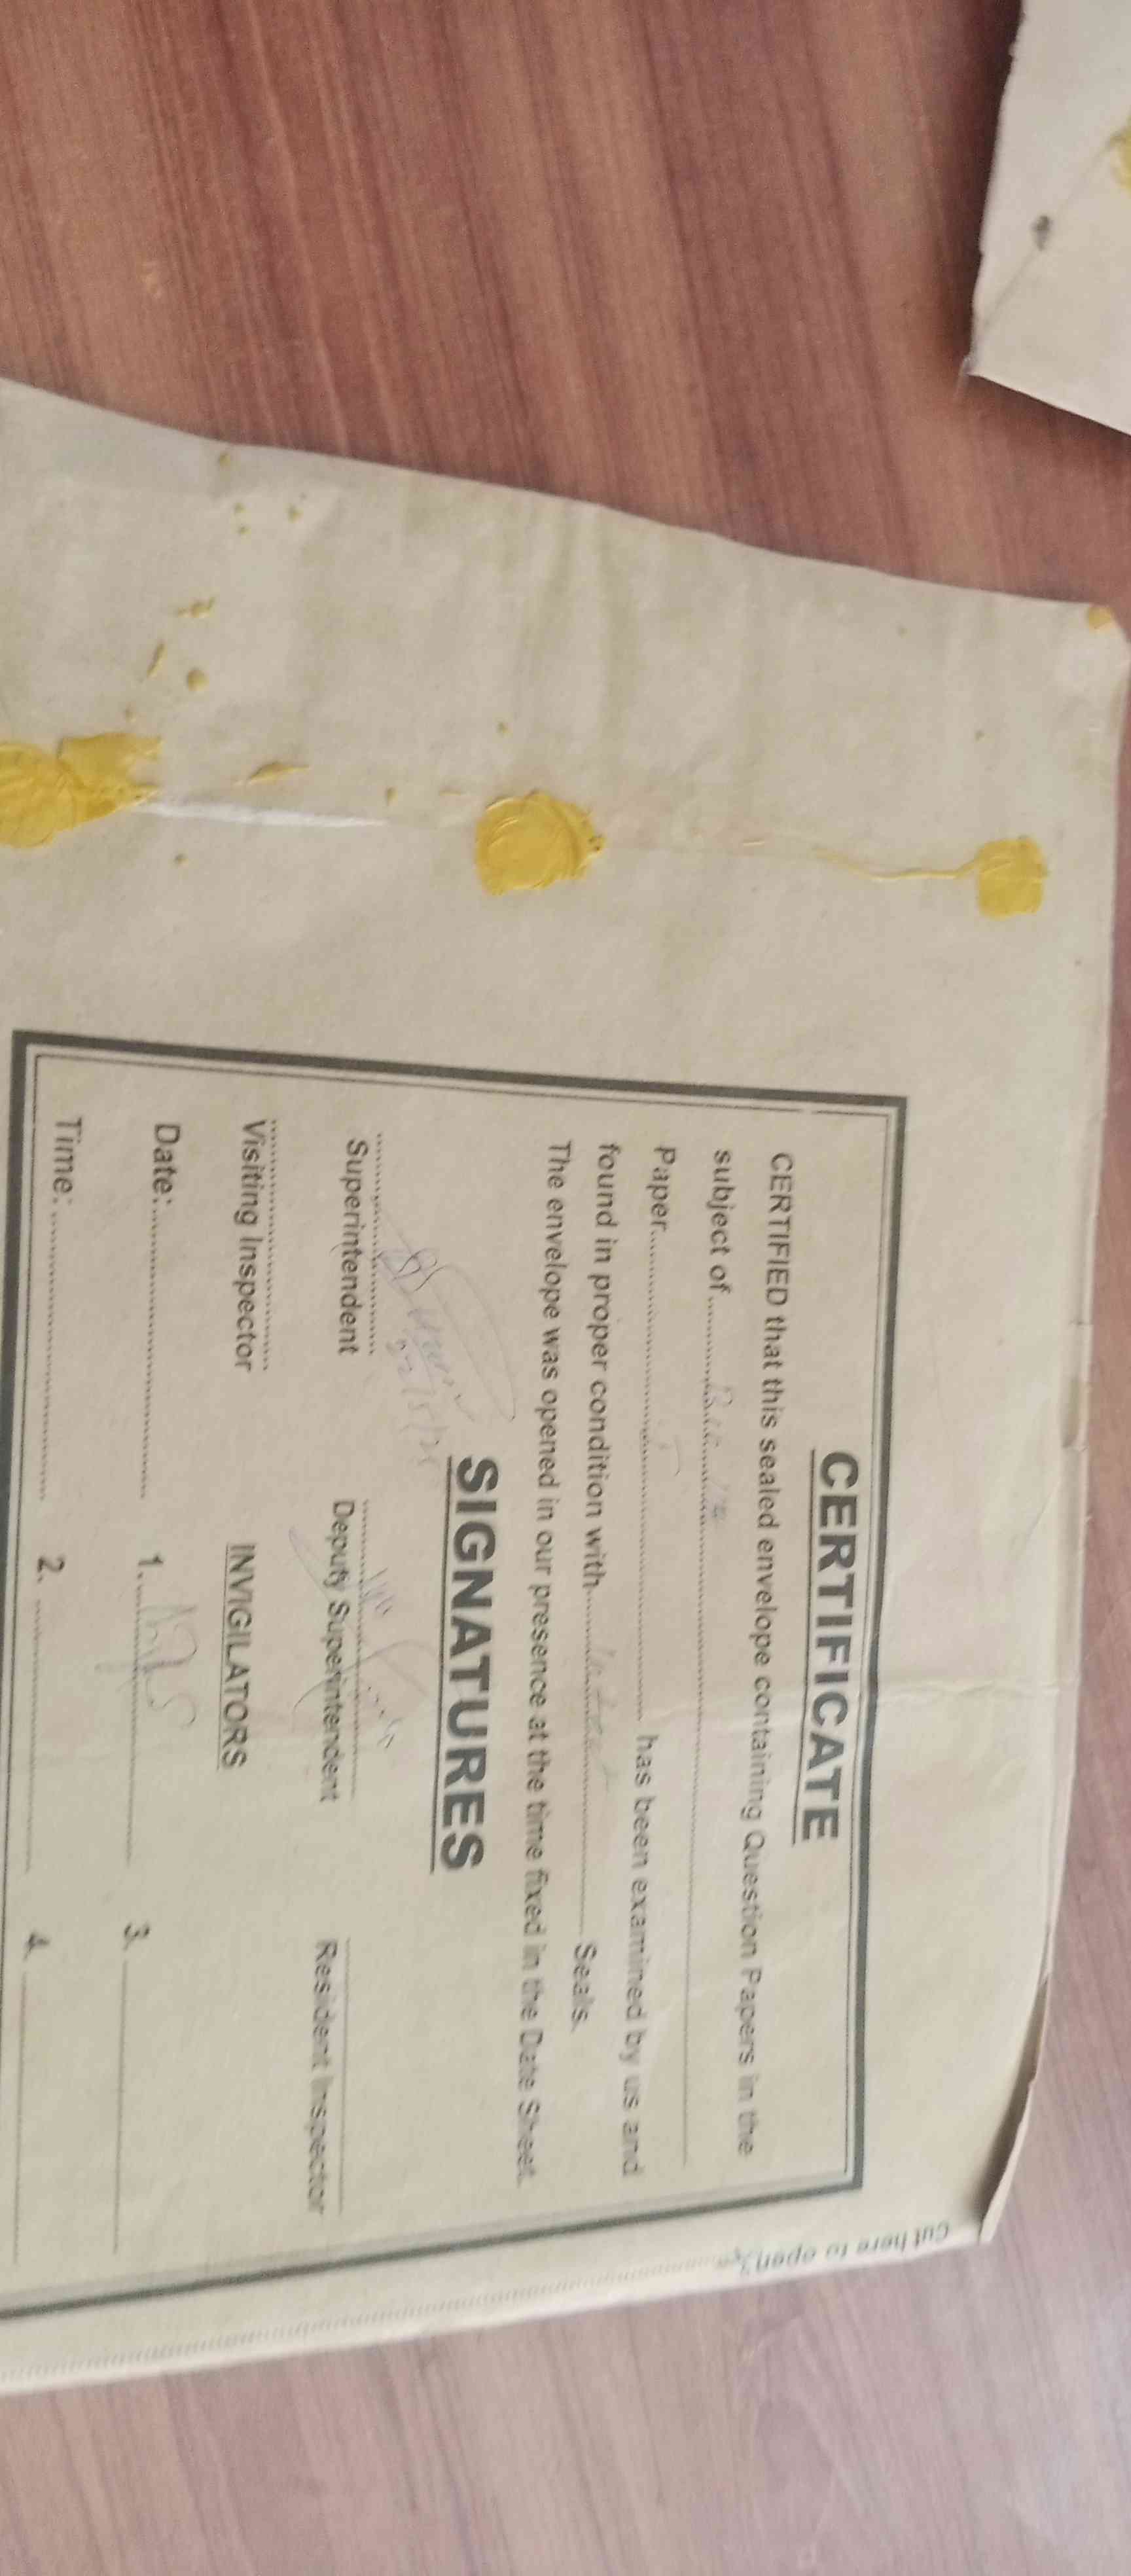 CERTIFICATE
CERTIFIED that this sealed envelope containing Question Papers in the
subject of
Paper has been examined by us and
found in proper condition with Seals.
The envelope was opened in our presence at the time fixed in the Date Sheet.
SIGNATURES
Superintendent Deputy Superintendent Resident Inspector
Visiting Inspector INVIGILATORS
Date: 1. 3.
Time: 2. 4.
Cut here to open